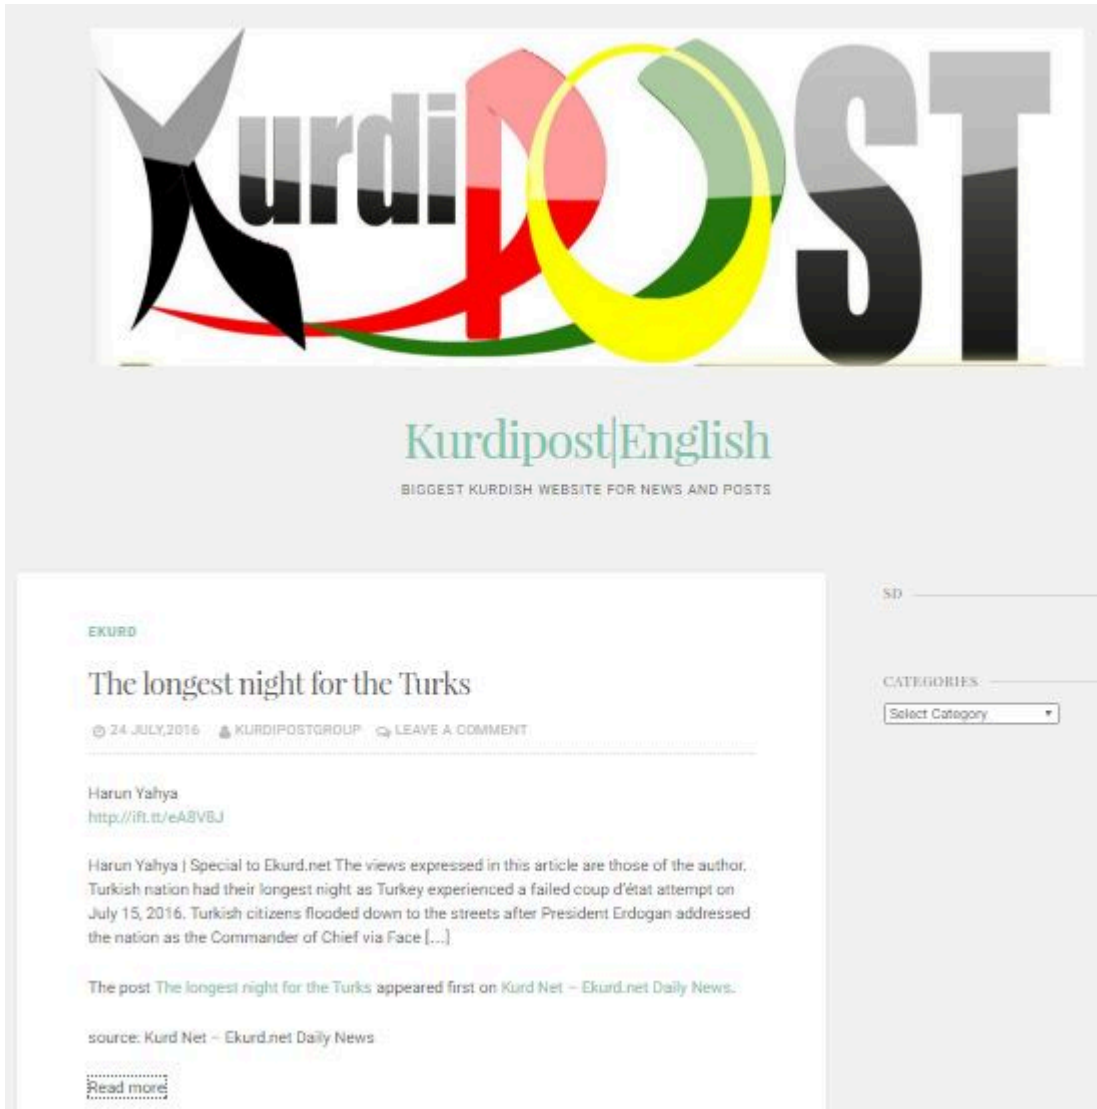 KurdiPOST
Kurdipost|English
BIGGEST KURDISH WEBSITE FOR NEWS AND POSTS
EKURD
The longest night for the Turks
24 JULY,2016 KURDIPOSTGROUP LEAVE A COMMENT
Harun Yahya
http://ift.tt/eA8V8J
Harun Yahya | Special to Ekurd.net The views expressed in this article are those of the author.
Turkish nation had their longest night as Turkey experienced a failed coup d'état attempt on
July 15, 2016. Turkish citizens flooded down to the streets after President Erdogan addressed
the nation as the Commander of Chief via Face [...]
The post The longest night for the Turks appeared first on Kurd Net – Ekurd.net Daily News.
source: Kurd Net – Ekurd.net Daily News
Read more
SD
CATEGORIES
Select Category